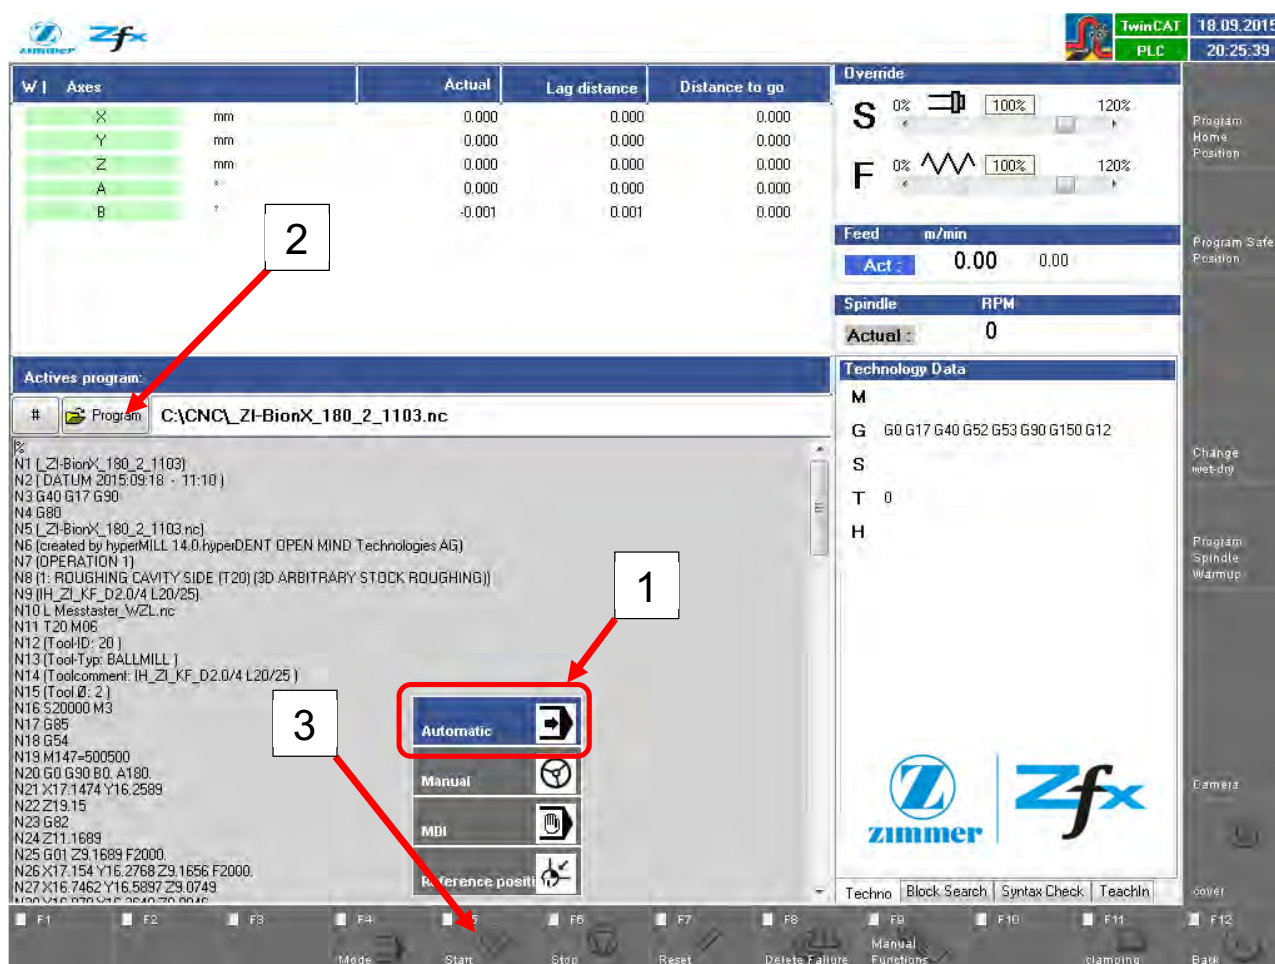 zimmer Zfx
TwinCAT 18.09.2015
PLC 20:25:39
W | Axes Actual Lag distance Distance to go
X mm 0.000 0.000 0.000
Y mm 0.000 0.000 0.000
Z mm 0.000 0.000 0.000
A ° 0.000 0.000 0.000
B ° -0.001 0.001 0.000
Override
S 0% 100% 120%
F 0% 100% 120%
Feed m/min
Act : 0.00 0.00
Spindle RPM
Actual : 0
Program
Home
Position
Program Safe
Position
Change
wet-dry
Program
Spindle
Warmup
Camera
cover
2
Actives program:
# Program C:\CNC\_ZI-BionX_180_2_1103.nc
%
N1 (_ZI-BionX_180_2_1103)
N2 ( DATUM 2015:09:18 - 11:10 )
N3 G40 G17 G90
N4 G80
N5 (_ZI-BionX_180_2_1103.nc)
N6 (created by hyperMILL 14.0 hyperDENT OPEN MIND Technologies AG)
N7 (OPERATION 1)
N8 (1: ROUGHING CAVITY SIDE (T20) (3D ARBITRARY STOCK ROUGHING))
N9 (IH_ZI_KF_D2.0/4 L20/25)
N10 L Messtaster_WZL.nc
N11 T20 M06
N12 (Tool-ID: 20 )
N13 (Tool-Typ: BALLMILL )
N14 (Toolcomment: IH_ZI_KF_D2.0/4 L20/25 )
N15 (Tool Ø: 2 )
N16 S20000 M3
N17 G85
N18 G54
N19 M147=500500
N20 G0 G90 B0. A180.
N21 X17.1474 Y16.2589
N22 Z19.15
N23 G82
N24 Z11.1689
N25 G01 Z9.1689 F2000.
N26 X17.154 Y16.2768 Z9.1656 F2000.
N27 X16.7462 Y16.5897 Z9.0749
1
3
Automatic
Manual
MDI
Reference positi
Technology Data
M
G G0 G17 G40 G52 G53 G90 G150 G12
S
T 0
H
zimmer Zfx
Techno Block Search Syntax Check TeachIn
F1 F2 F3 F4 F6 F7 F8 F9 F10 F11 F12
Mode Start Stop Reset Delete Failure Manual
Functions clamping Back